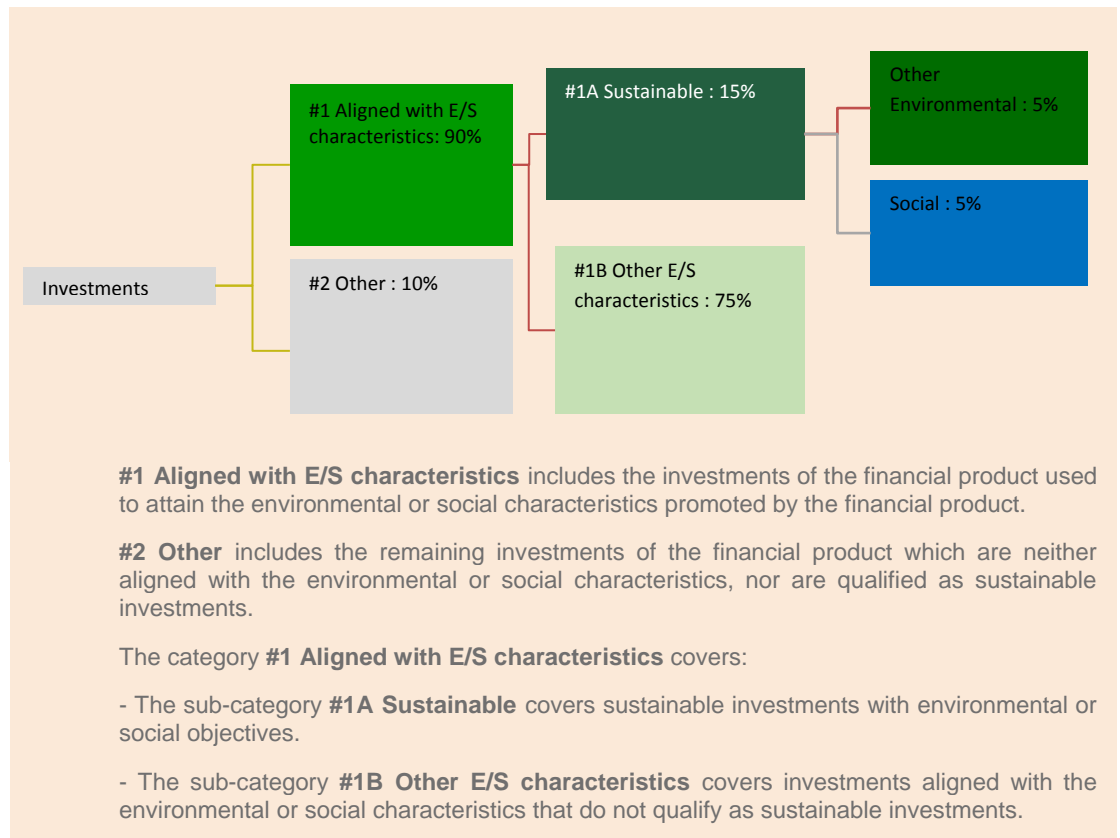 Investments
#1 Aligned with E/S
characteristics: 90%
#2 Other : 10%
#1A Sustainable : 15%
#1B Other E/S
characteristics : 75%
Other
Environmental : 5%
Social : 5%
#1 Aligned with E/S characteristics includes the investments of the financial product used
to attain the environmental or social characteristics promoted by the financial product.
#2 Other includes the remaining investments of the financial product which are neither
aligned with the environmental or social characteristics, nor are qualified as sustainable
investments.
The category #1 Aligned with E/S characteristics covers:
- The sub-category #1A Sustainable covers sustainable investments with environmental or
social objectives.
- The sub-category #1B Other E/S characteristics covers investments aligned with the
environmental or social characteristics that do not qualify as sustainable investments.